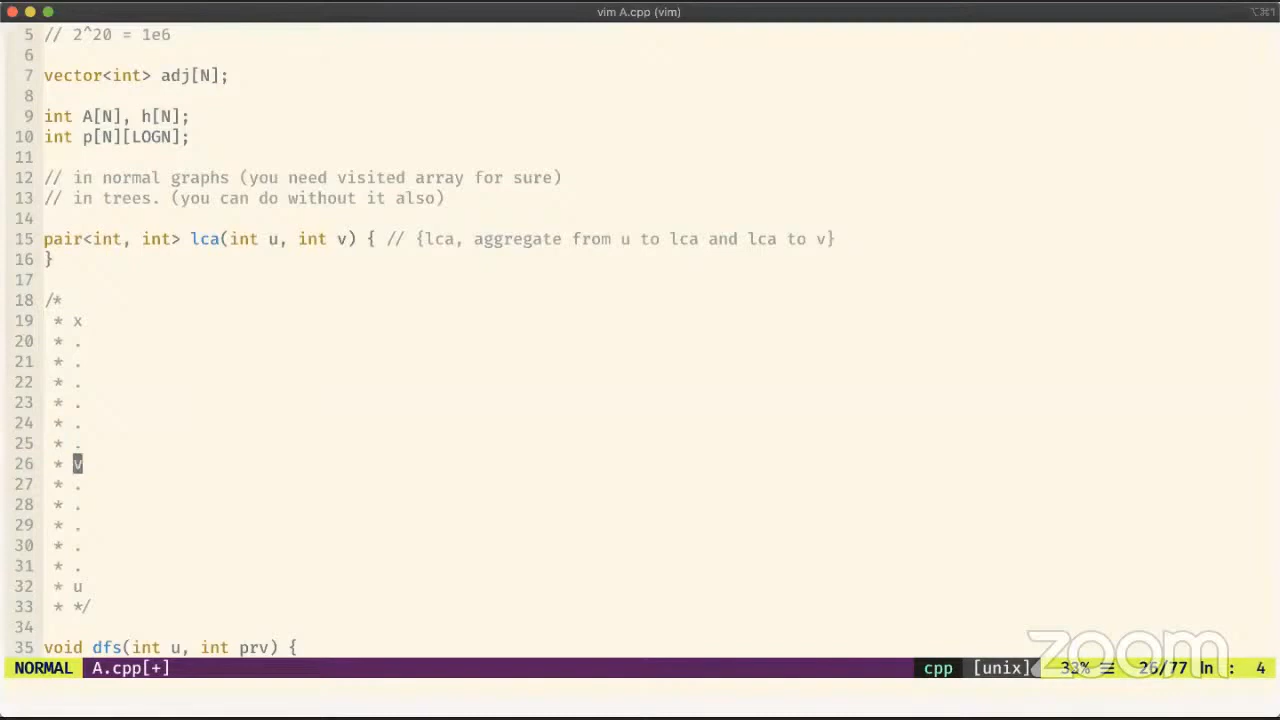 vim A.cpp (vim)
⌥⌘1
5 // 2^20 = 1e6
6
7 vector<int> adj[N];
8
9 int A[N], h[N];
10 int p[N][LOGN];
11
12 // in normal graphs (you need visited array for sure)
13 // in trees. (you can do without it also)
14
15 pair<int, int> lca(int u, int v) { // {lca, aggregate from u to lca and lca to v}
16 }
17
18 /*
19 * x
20 * .
21 * .
22 * .
23 * .
24 * .
25 * .
26 * v
27 * .
28 * .
29 * .
30 * .
31 * .
32 * u
33 * */
34
35 void dfs(int u, int prv) {
NORMAL A.cpp[+] cpp [unix] 33% ☰ 26/77 ln : 4
zoom